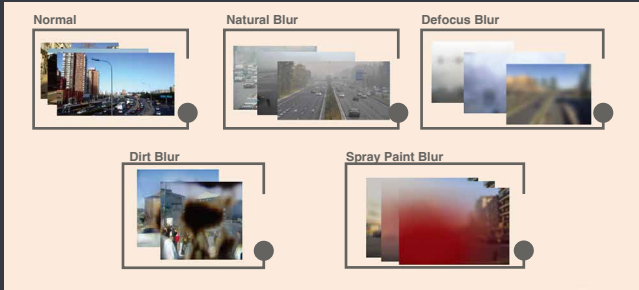 Normal
Natural Blur
Defocus Blur
Dirt Blur
Spray Paint Blur